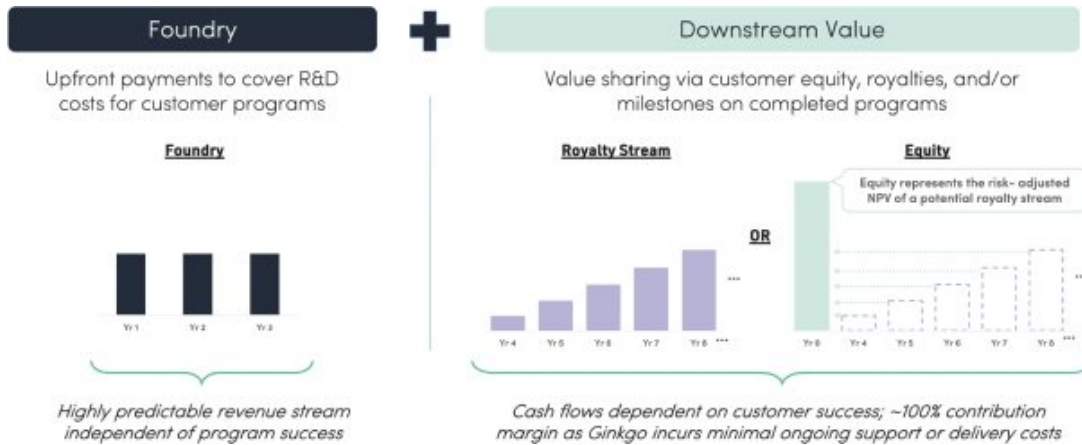 Foundry
Downstream Value
Upfront payments to cover R&D
costs for customer programs
Value sharing via customer equity, royalties, and/or
milestones on completed programs
Foundry
Royalty Stream
Equity
Equity represents the risk- adjusted
NPV of a potential royalty stream
OR
...
...
Yr 1 Yr 2 Yr 3
Yr 4 Yr 5 Yr 6 Yr 7 Yr 8 ...
Yr 0 Yr 4 Yr 5 Yr 6 Yr 7 Yr 8 ...
Highly predictable revenue stream
independent of program success
Cash flows dependent on customer success; ~100% contribution
margin as Ginkgo incurs minimal ongoing support or delivery costs